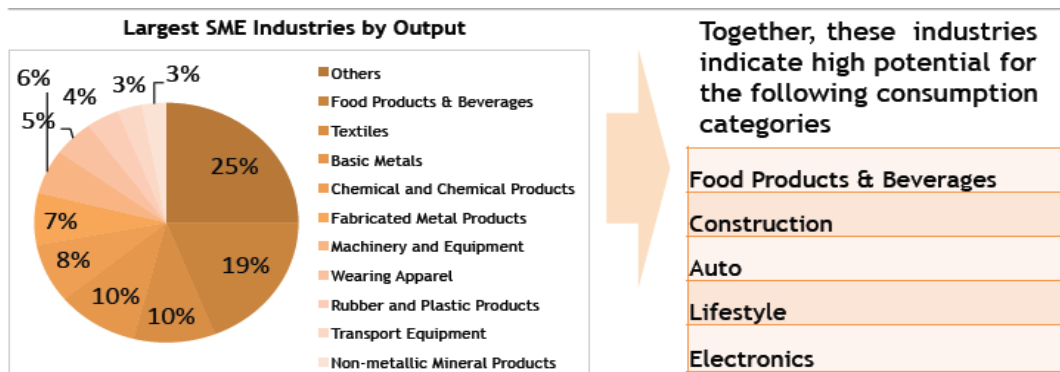 Largest SME Industries by Output
6%
5%
4%
3%
3%
25%
19%
10%
10%
8%
7%
Others
Food Products & Beverages
Textiles
Basic Metals
Chemical and Chemical Products
Fabricated Metal Products
Machinery and Equipment
Wearing Apparel
Rubber and Plastic Products
Transport Equipment
Non-metallic Mineral Products
Together, these industries
indicate high potential for
the following consumption
categories
Food Products & Beverages
Construction
Auto
Lifestyle
Electronics